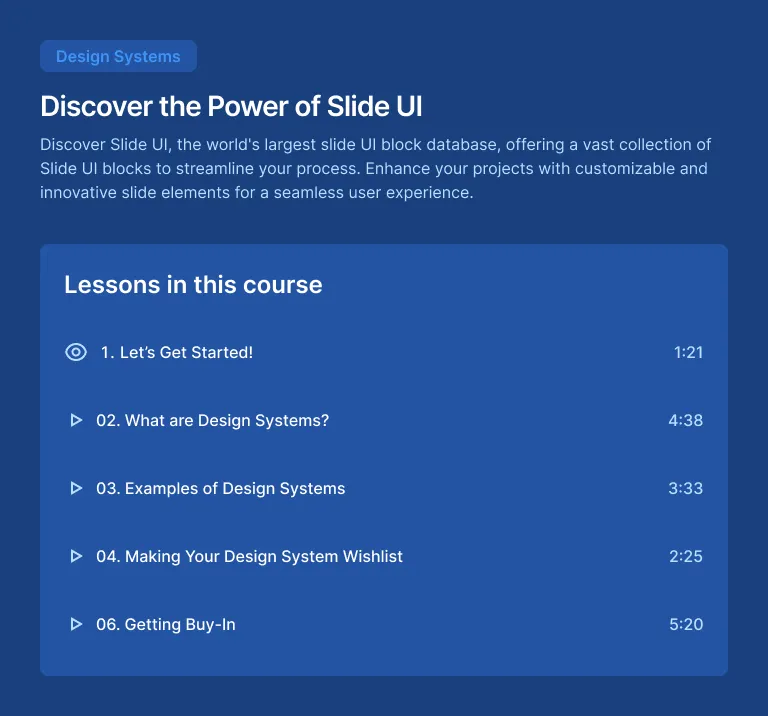 Design Systems
Discover the Power of Slide UI
Discover Slide UI, the world's largest slide UI block database, offering a vast collection of
Slide UI blocks to streamline your process. Enhance your projects with customizable and
innovative slide elements for a seamless user experience.
Lessons in this course
1. Let’s Get Started! 1:21
02. What are Design Systems? 4:38
03. Examples of Design Systems 3:33
04. Making Your Design System Wishlist 2:25
06. Getting Buy-In 5:20